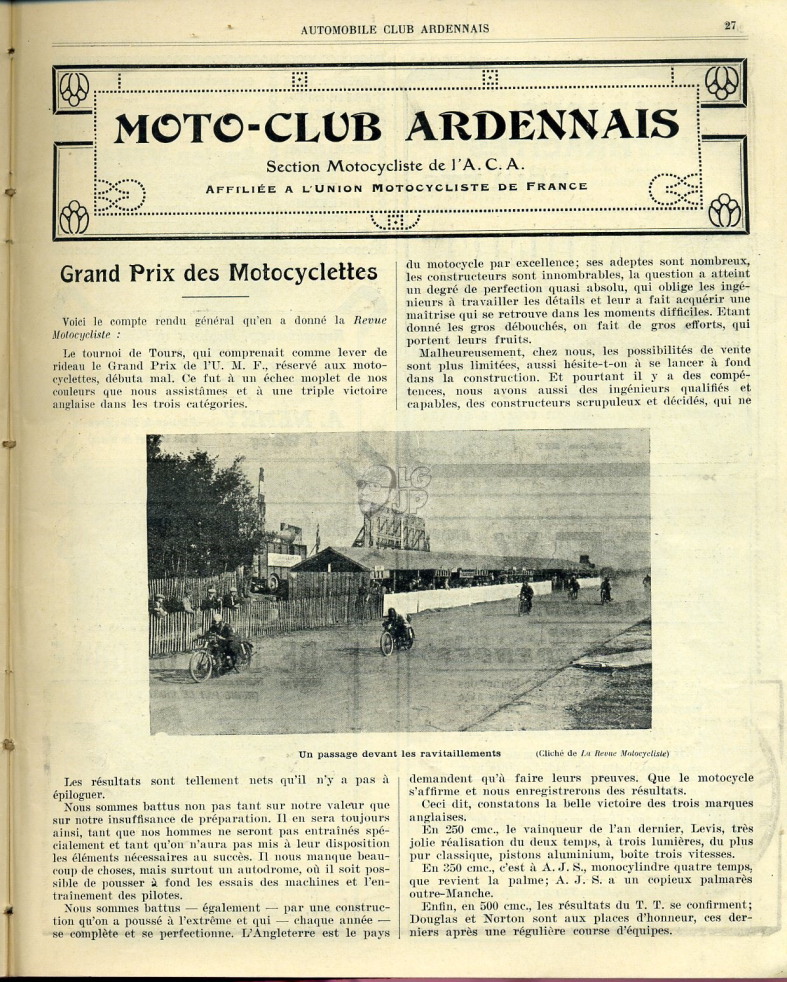 AUTOMOBILE CLUB ARDENNAIS
27
MOTO-CLUB ARDENNAIS
Section Motocycliste de l'A. C. A.
AFFILIÉE A L'UNION MOTOCYCLISTE DE FRANCE
Grand Prix des Motocyclettes
Voici le compte rendu général qu'en a donné la Revue
Motocycliste :
Le tournoi de Tours, qui comprenait comme lever de
rideau le Grand Prix de l'U. M. F., réservé aux moto-
cyclettes, débuta mal. Ce fut à un échec moplet de nos
couleurs que nous assistâmes et à une triple victoire
anglaise dans les trois catégories.
du motocycle par excellence; ses adeptes sont nombreux,
les constructeurs sont innombrables, la question a atteint
un degré de perfection quasi absolu, qui oblige les ingé-
nieurs à travailler les détails et leur a fait acquérir une
maîtrise qui se retrouve dans les moments difficiles. Etant
donné les gros débouchés, on fait de gros efforts, qui
portent leurs fruits.
Malheureusement, chez nous, les possibilités de vente
sont plus limitées, aussi hésite-t-on à se lancer à fond
dans la construction. Et pourtant il y a des compé-
tences, nous avons aussi des ingénieurs qualifiés et
capables, des constructeurs scrupuleux et décidés, qui ne
LG
JP
Un passage devant les ravitaillements
(Cliché de La Revue Motocycliste)
Les résultats sont tellement nets qu'il n'y a pas à
épiloguer.
Nous sommes battus non pas tant sur notre valeur que
sur notre insuffisance de préparation. Il en sera toujours
ainsi, tant que nos hommes ne seront pas entraînés spé-
cialement et tant qu'on n'aura pas mis à leur disposition
les éléments nécessaires au succès. Il nous manque beau-
coup de choses, mais surtout un autodrome, où il soit pos-
sible de pousser à fond les essais des machines et l'en-
traînement des pilotes.
Nous sommes battus — également — par une construc-
tion qu'on a poussé à l'extrême et qui — chaque année —
se complète et se perfectionne. L'Angleterre est le pays
demandent qu'à faire leurs preuves. Que le motocycle
s'affirme et nous enregistrerons des résultats.
Ceci dit, constatons la belle victoire des trois marques
anglaises.
En 250 cmc., le vainqueur de l'an dernier, Levis, très
jolie réalisation du deux temps, à trois lumières, du plus
pur classique, pistons aluminium, boîte trois vitesses.
En 350 cmc., c'est à A. J. S., monocylindre quatre temps,
que revient la palme; A. J. S. a un copieux palmarès
outre-Manche.
Enfin, en 500 cmc., les résultats du T. T. se confirment;
Douglas et Norton sont aux places d'honneur, ces der-
niers après une régulière course d'équipes.